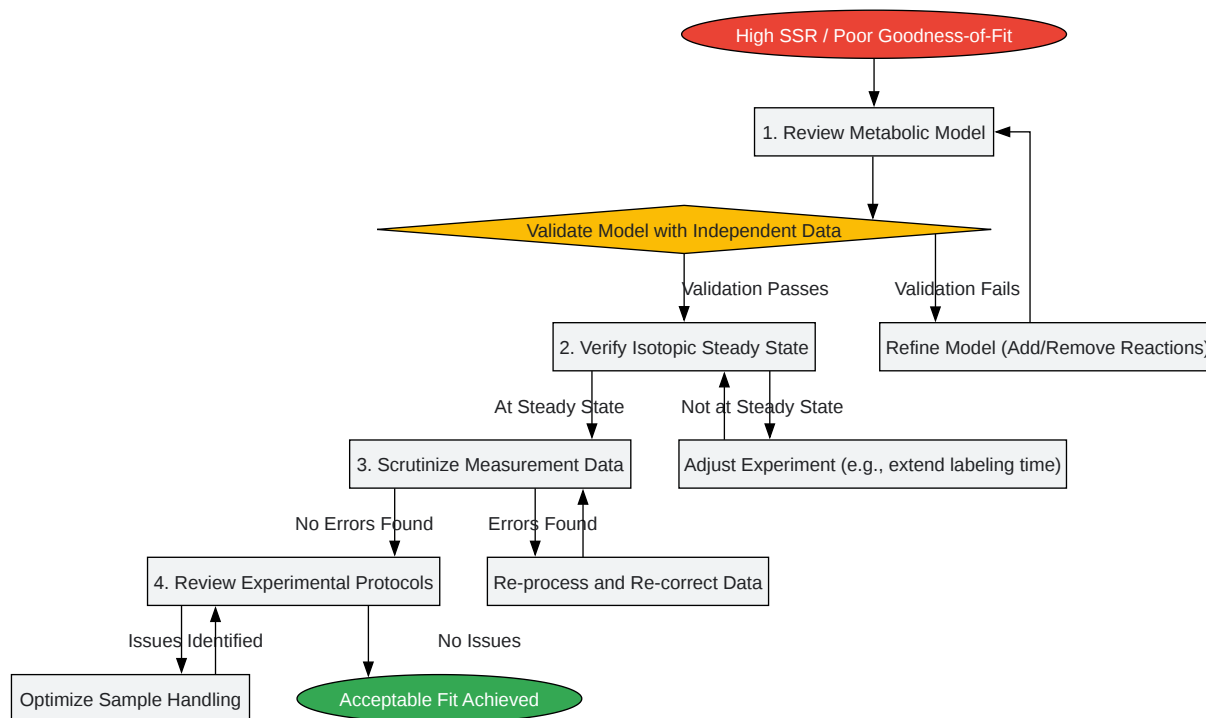 High SSR / Poor Goodness-of-Fit
1. Review Metabolic Model
Validate Model with Independent Data
Validation Passes
Validation Fails
2. Verify Isotopic Steady State
Refine Model (Add/Remove Reactions)
At Steady State
Not at Steady State
3. Scrutinize Measurement Data
Adjust Experiment (e.g., extend labeling time)
No Errors Found
Errors Found
4. Review Experimental Protocols
Re-process and Re-correct Data
Issues Identified
No Issues
Optimize Sample Handling
Acceptable Fit Achieved